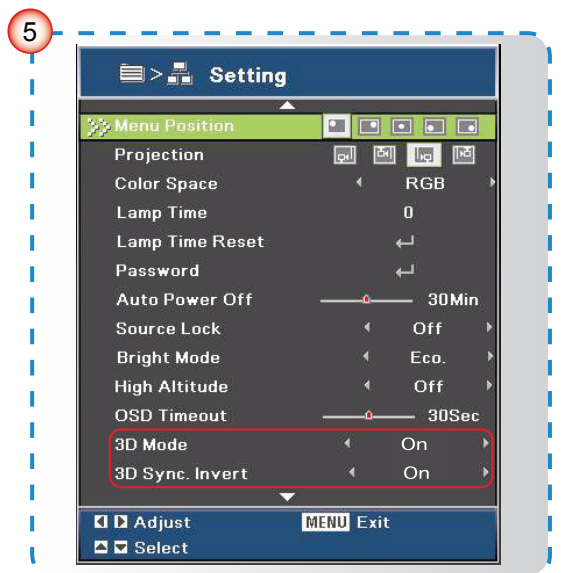 5
> Setting
Menu Position
Projection
Color Space RGB
Lamp Time 0
Lamp Time Reset
Password
Auto Power Off 30Min
Source Lock Off
Bright Mode Eco.
High Altitude Off
OSD Timeout 30Sec
3D Mode On
3D Sync. Invert On
Adjust MENU Exit
Select